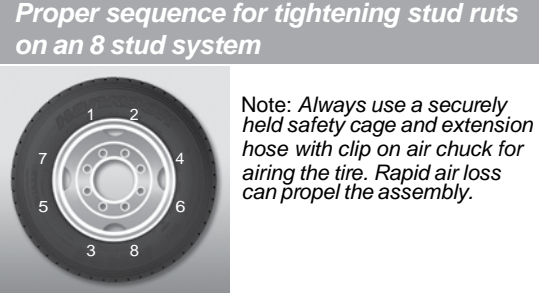 Proper sequence for tightening stud ruts
on an 8 stud system
Note: Always use a securely
held safety cage and extension
hose with clip on air chuck for
airing the tire. Rapid air loss
can propel the assembly.
1 2
7 4
5 6
3 8